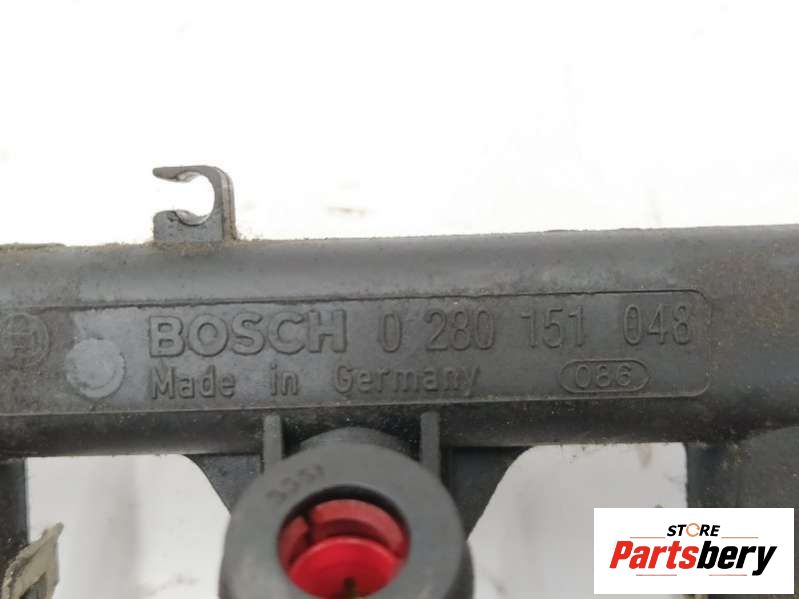 BOSCH 0 280 151 048
Made in Germany 086
STORE
Partsbery